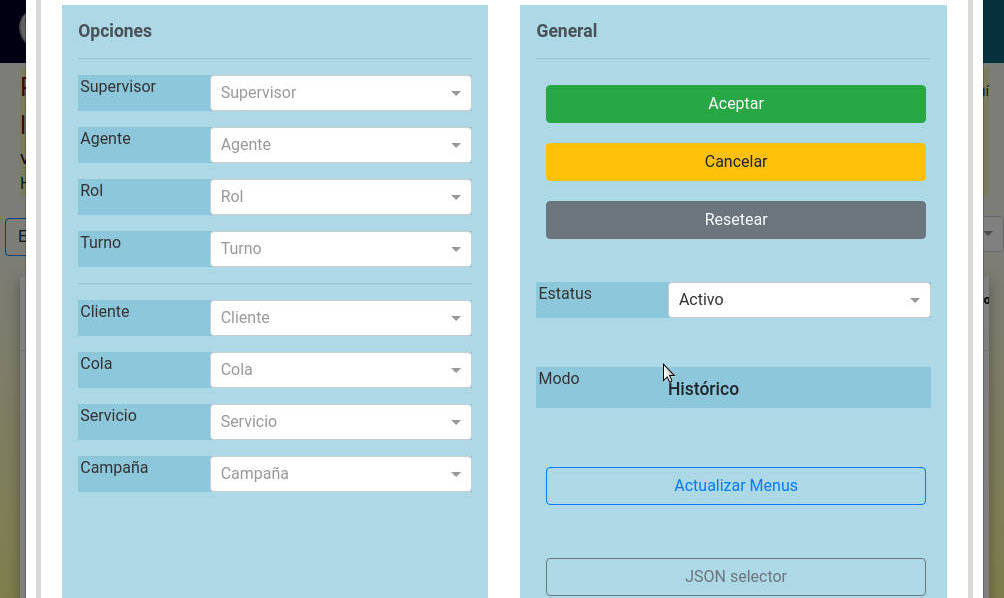 Opciones
Supervisor Supervisor
Agente Agente
Rol Rol
Turno Turno
Cliente Cliente
Cola Cola
Servicio Servicio
Campaña Campaña
General
Aceptar
Cancelar
Resetear
Estatus Activo
Modo Histórico
Actualizar Menus
JSON selector